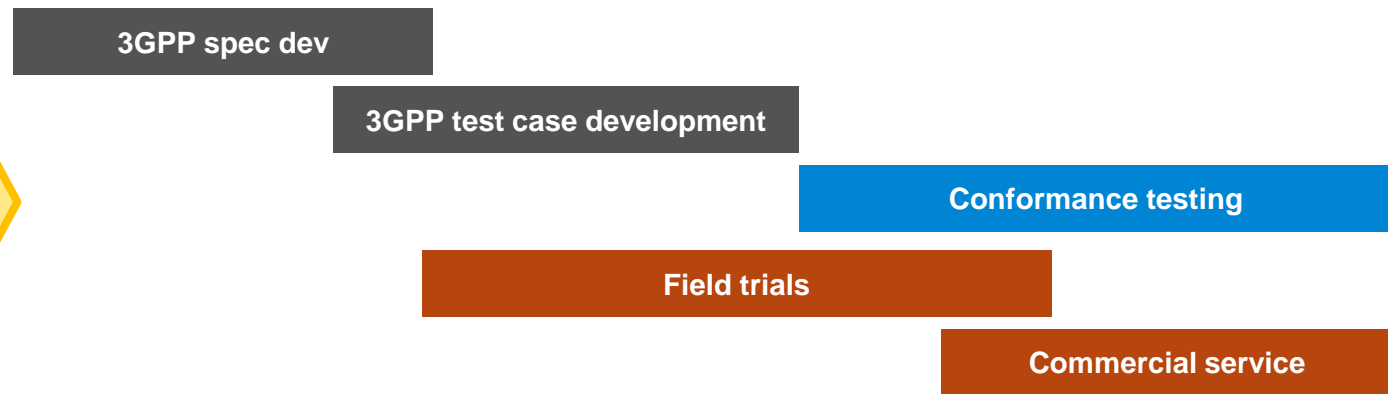 3GPP spec dev
3GPP test case development
Conformance testing
Field trials
Commercial service